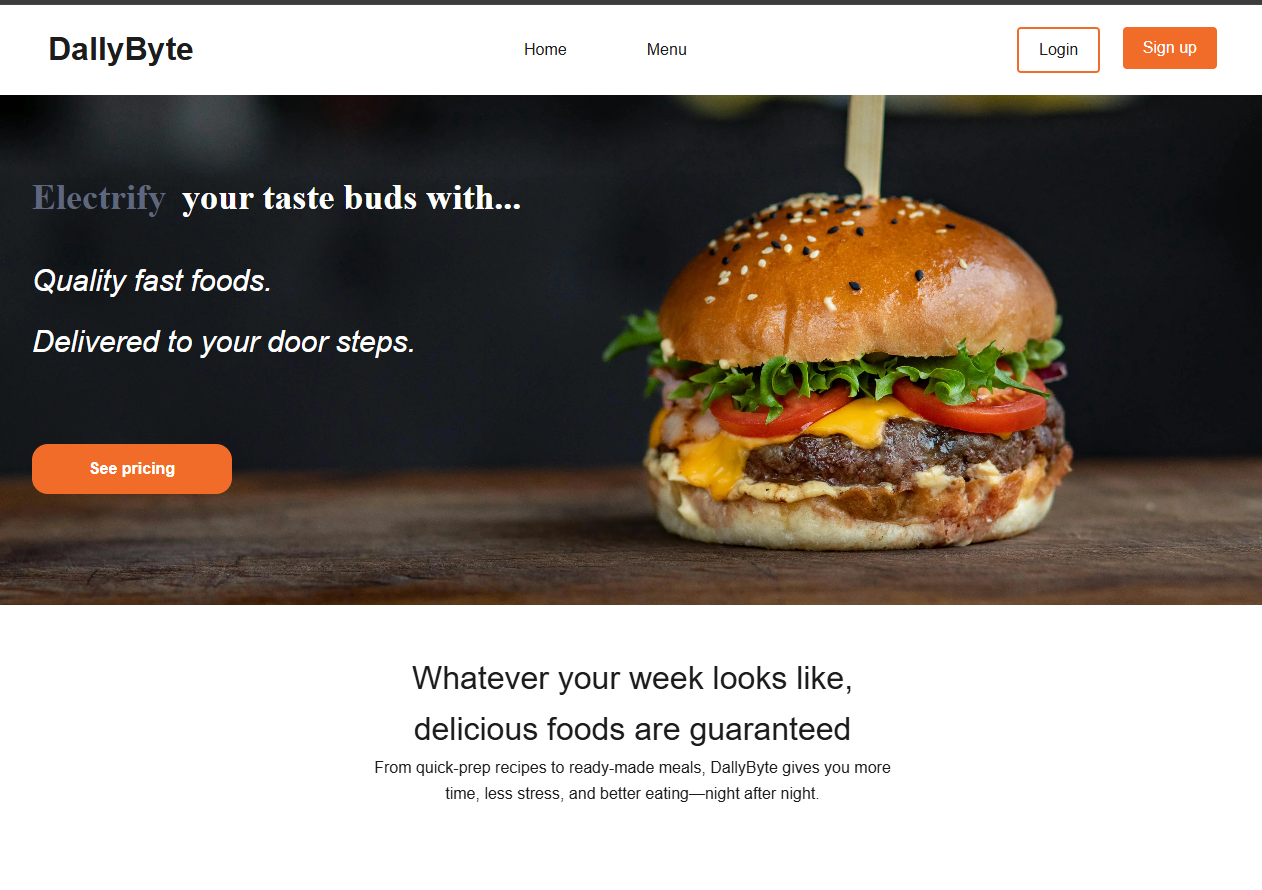 DallyByte
Home
Menu
Login
Sign up
Electrify your taste buds with...
Quality fast foods.
Delivered to your door steps.
See pricing
Whatever your week looks like,
delicious foods are guaranteed
From quick-prep recipes to ready-made meals, DallyByte gives you more
time, less stress, and better eating—night after night.